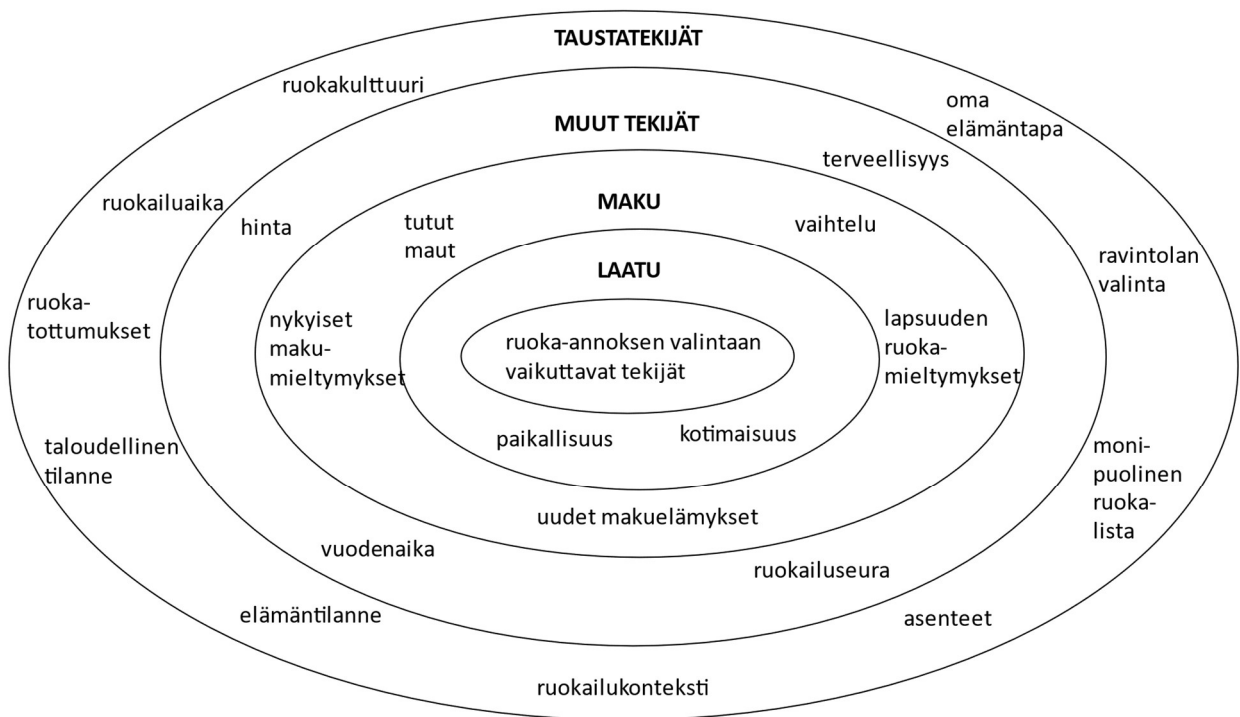 TAUSTATEKIJÄT
ruokakulttuuri
oma
elämäntapa
MUUT TEKIJÄT
terveellisyys
ruokailuaika
hinta
MAKU
tutut
maut
vaihtelu
ravintolan
valinta
LAATU
ruoka-
tottumukset
nykyiset
maku-
mieltymykset
ruoka-annoksen valintaan
vaikuttavat tekijät
lapsuuden
ruoka-
mieltymykset
paikallisuus
kotimaisuus
taloudellinen
tilanne
moni-
puolinen
ruoka-
lista
uudet makuelämykset
vuodenaika
ruokailuseura
elämäntilanne
asenteet
ruokailukonteksti